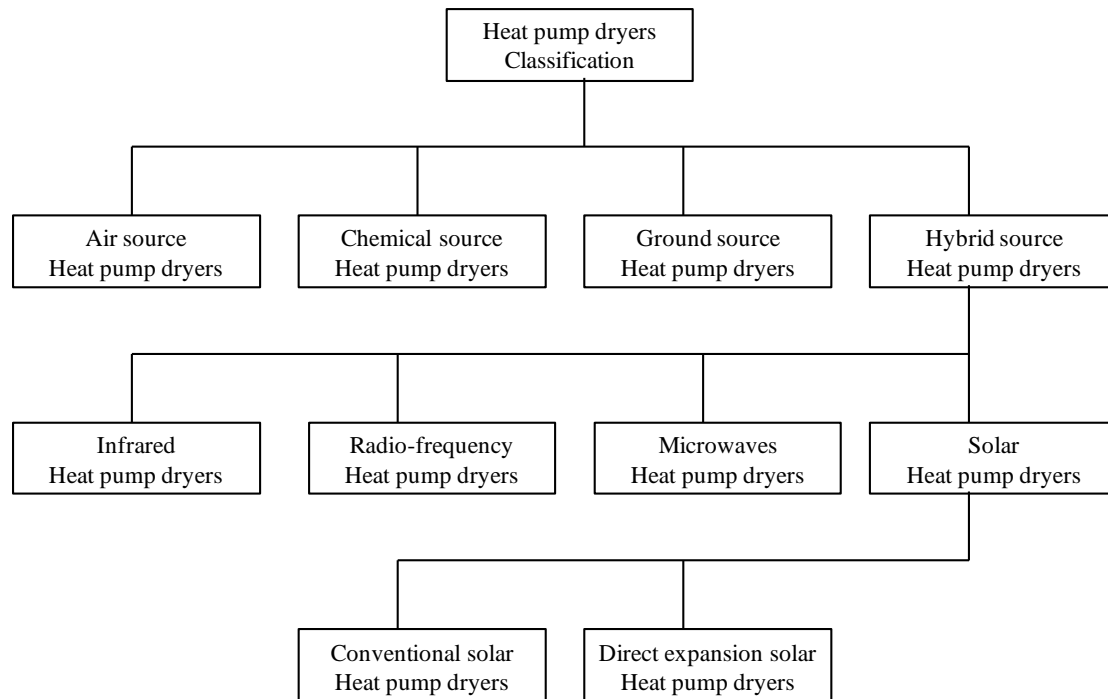 Heat pump dryers
Classification
Air source
Heat pump dryers
Chemical source
Heat pump dryers
Ground source
Heat pump dryers
Hybrid source
Heat pump dryers
Infrared
Heat pump dryers
Radio-frequency
Heat pump dryers
Microwaves
Heat pump dryers
Solar
Heat pump dryers
Conventional solar
Heat pump dryers
Direct expansion solar
Heat pump dryers